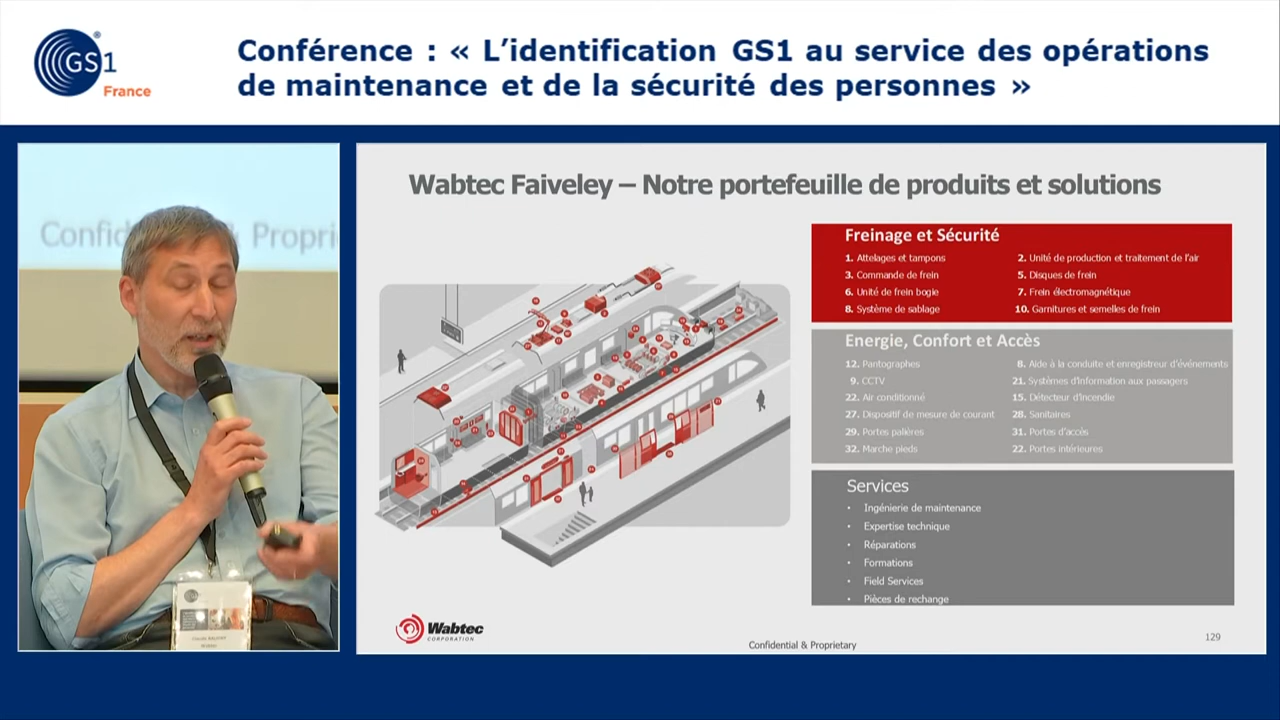 GS1
France
Conférence : « L’identification GS1 au service des opérations
de maintenance et de la sécurité des personnes »
Wabtec Faiveley – Notre portefeuille de produits et solutions
Freinage et Sécurité
1. Attelages et tampons
2. Unité de production et traitement de l'air
3. Commande de frein
5. Disques de frein
6. Unité de frein bogie
7. Frein électromagnétique
8. Système de sablage
10. Garnitures et semelles de frein
Energie, Confort et Accès
12. Pantographes
8. Aide à la conduite et enregistreur d'événements
9. CCTV
21. Systèmes d'information aux passagers
22. Air conditionné
15. Détecteur d'incendie
27. Dispositif de mesure de courant
28. Sanitaires
29. Portes palières
31. Portes d'accès
32. Marche pieds
22. Portes intérieures
Services
• Ingénierie de maintenance
• Expertise technique
• Réparations
• Formations
• Field Services
• Pièces de rechange
Wabtec
CORPORATION
Confidential & Proprietary
129